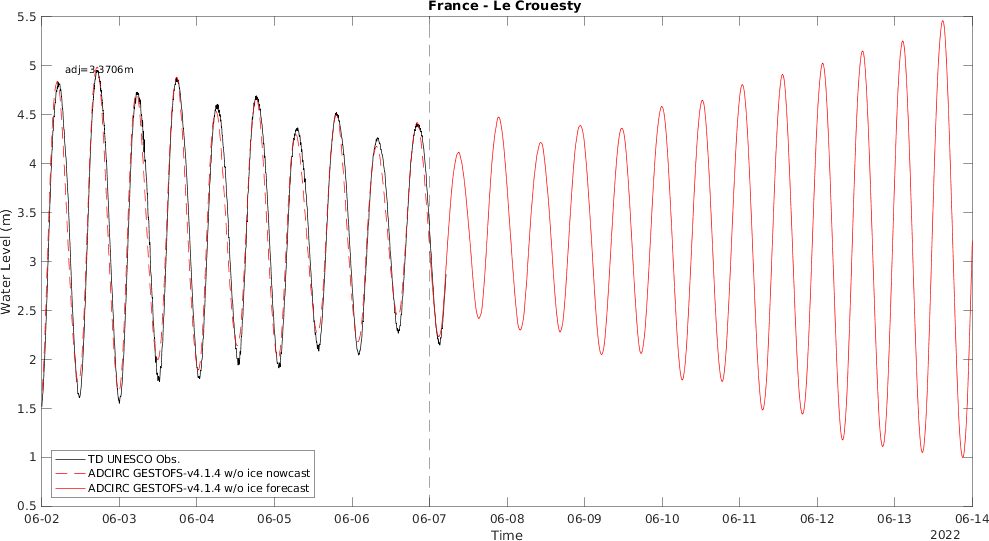 France - Le Crouesty
adj=3.3706m
Water Level (m)
5.5
5
4.5
4
3.5
3
2.5
2
1.5
1
0.5
TD UNESCO Obs.
ADCIRC GESTOFS-v4.1.4 w/o ice nowcast
ADCIRC GESTOFS-v4.1.4 w/o ice forecast
06-02 06-03 06-04 06-05 06-06 06-07 06-08 06-09 06-10 06-11 06-12 06-13 06-14
Time
2022